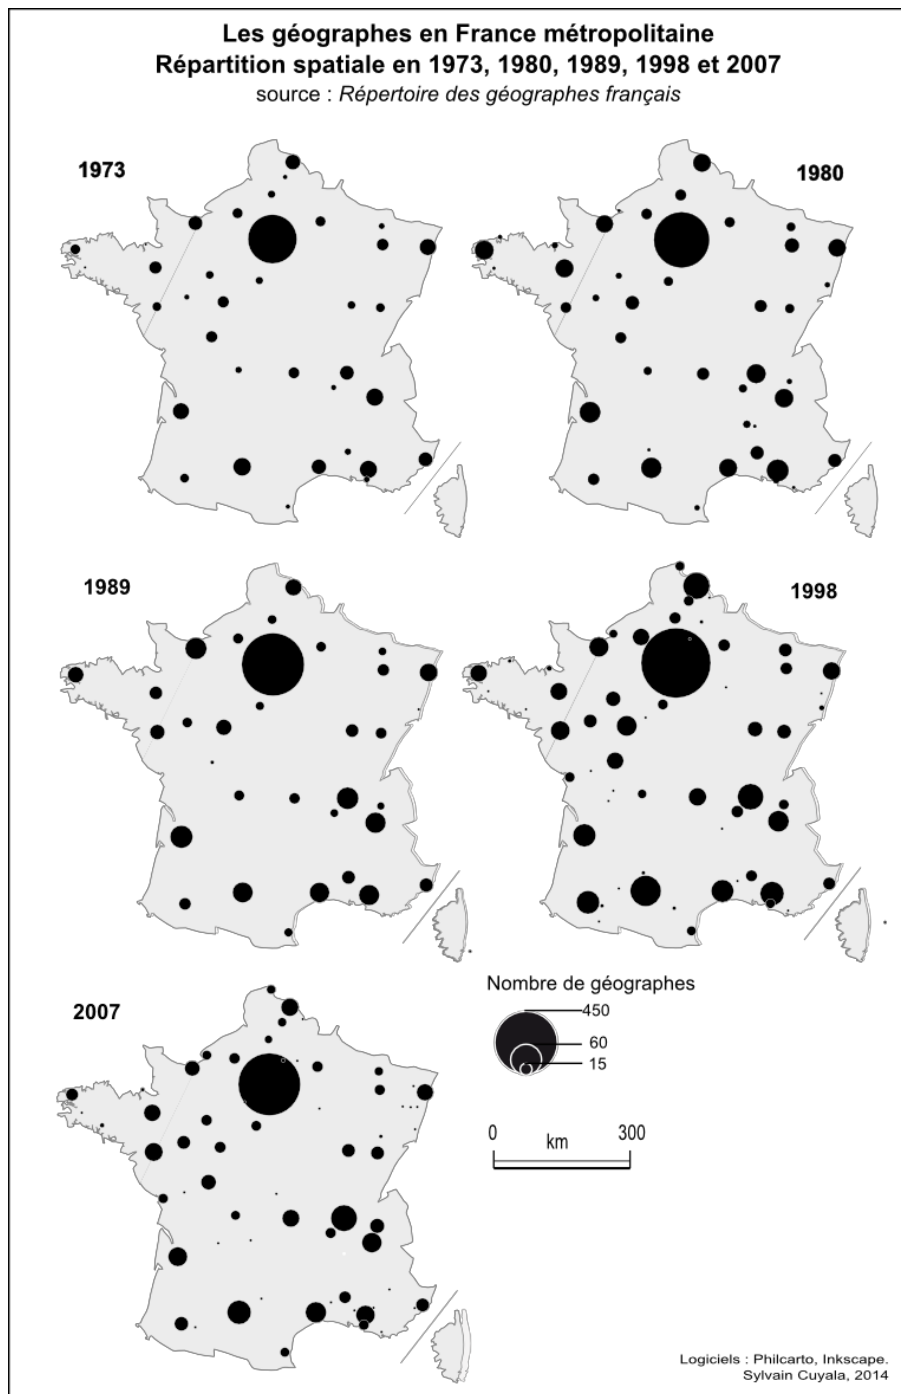 Les géographes en France métropolitaine
Répartition spatiale en 1973, 1980, 1989, 1998 et 2007
source : Répertoire des géographes français
1973
1980
1989
1998
2007
Nombre de géographes
450
60
15
0 km 300
Logiciels : Philcarto, Inkscape.
Sylvain Cuyala, 2014